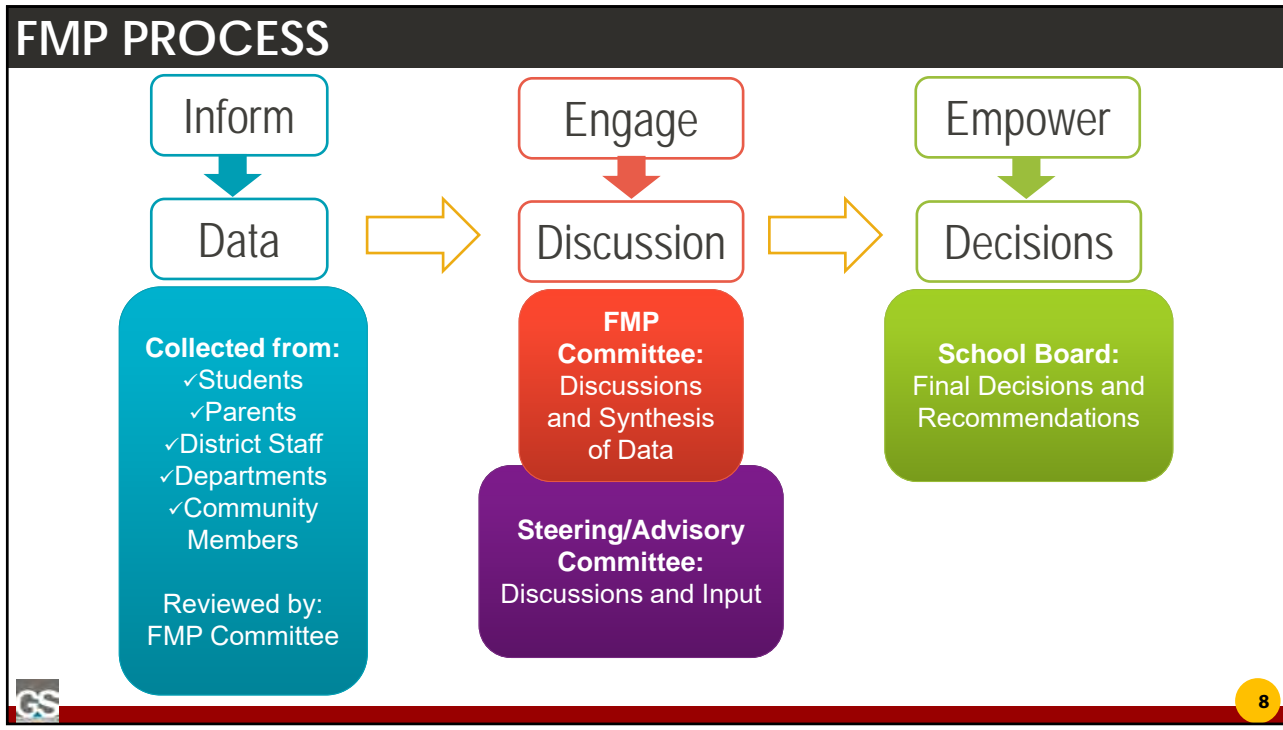 FMP PROCESS
Inform
Data
Collected from:
✓Students
✓Parents
✓District Staff
✓Departments
✓Community
Members
Reviewed by:
FMP Committee
Engage
Discussion
FMP
Committee:
Discussions
and Synthesis
of Data
Steering/Advisory
Committee:
Discussions and Input
Empower
Decisions
School Board:
Final Decisions and
Recommendations
GS
8